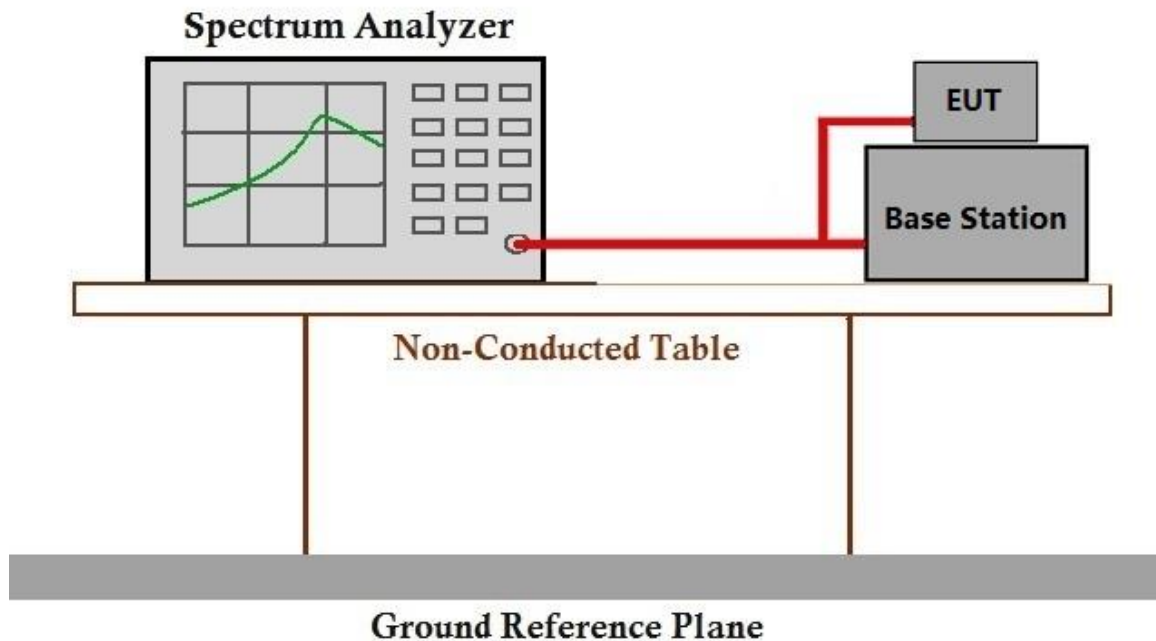 Spectrum Analyzer
EUT
Base Station
Non-Conducted Table
Ground Reference Plane